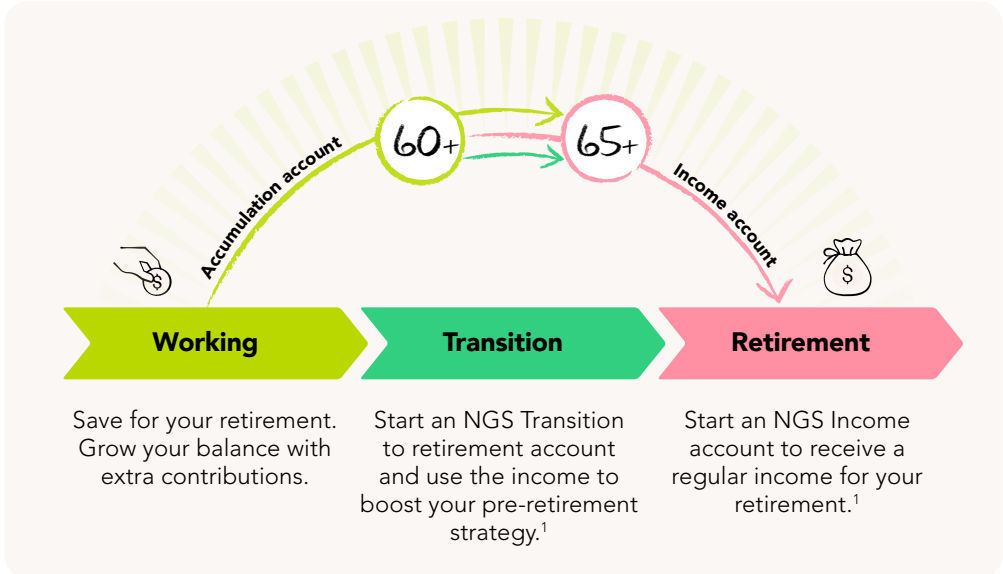 60+
65+
Accumulation account
Income account
$
$
Working
Transition
Retirement
Save for your retirement.
Grow your balance with
extra contributions.
Start an NGS Transition
to retirement account
and use the income to
boost your pre-retirement
strategy.1
Start an NGS Income
account to receive a
regular income for your
retirement.1